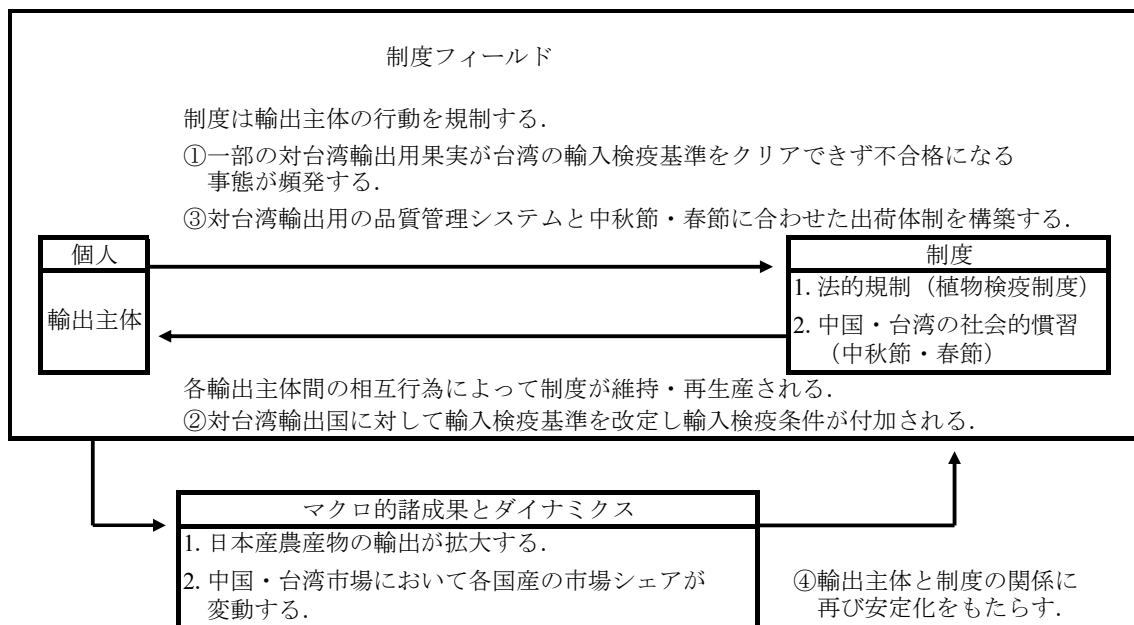 制度フィールド
制度は輸出主体の行動を規制する.
①一部の対台湾輸出用果実が台湾の輸入検疫基準をクリアできず不合格になる
事態が頻発する.
③対台湾輸出用の品質管理システムと中秋節・春節に合わせた出荷体制を構築する.
個人
輸出主体
制度
1. 法的規制（植物検疫制度）
2. 中国・台湾の社会的慣習
（中秋節・春節）
各輸出主体間の相互行為によって制度が維持・再生産される.
②対台湾輸出国に対して輸入検疫基準を改定し輸入検疫条件が付加される.
マクロ的諸成果とダイナミクス
1. 日本産農産物の輸出が拡大する.
2. 中国・台湾市場において各国産の市場シェアが
変動する.
④輸出主体と制度の関係に
再び安定化をもたらす.